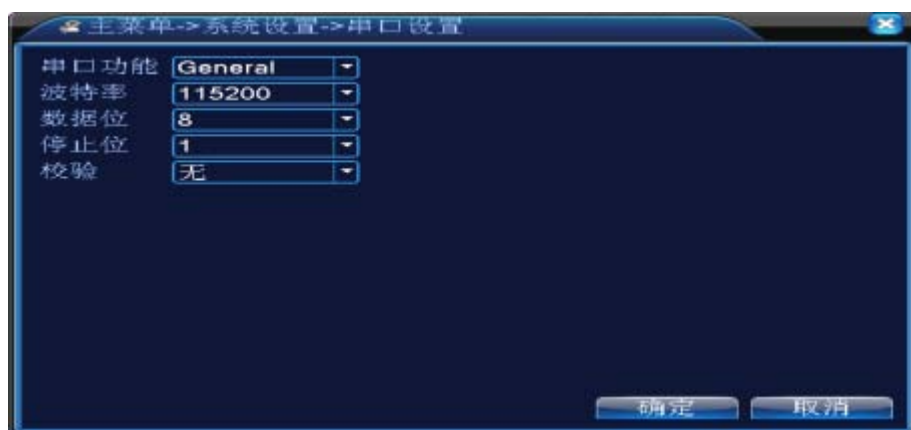 主菜单->系统设置->串口设置
串口功能 General
波特率 115200
数据位 8
停止位 1
校验 无
确定 取消